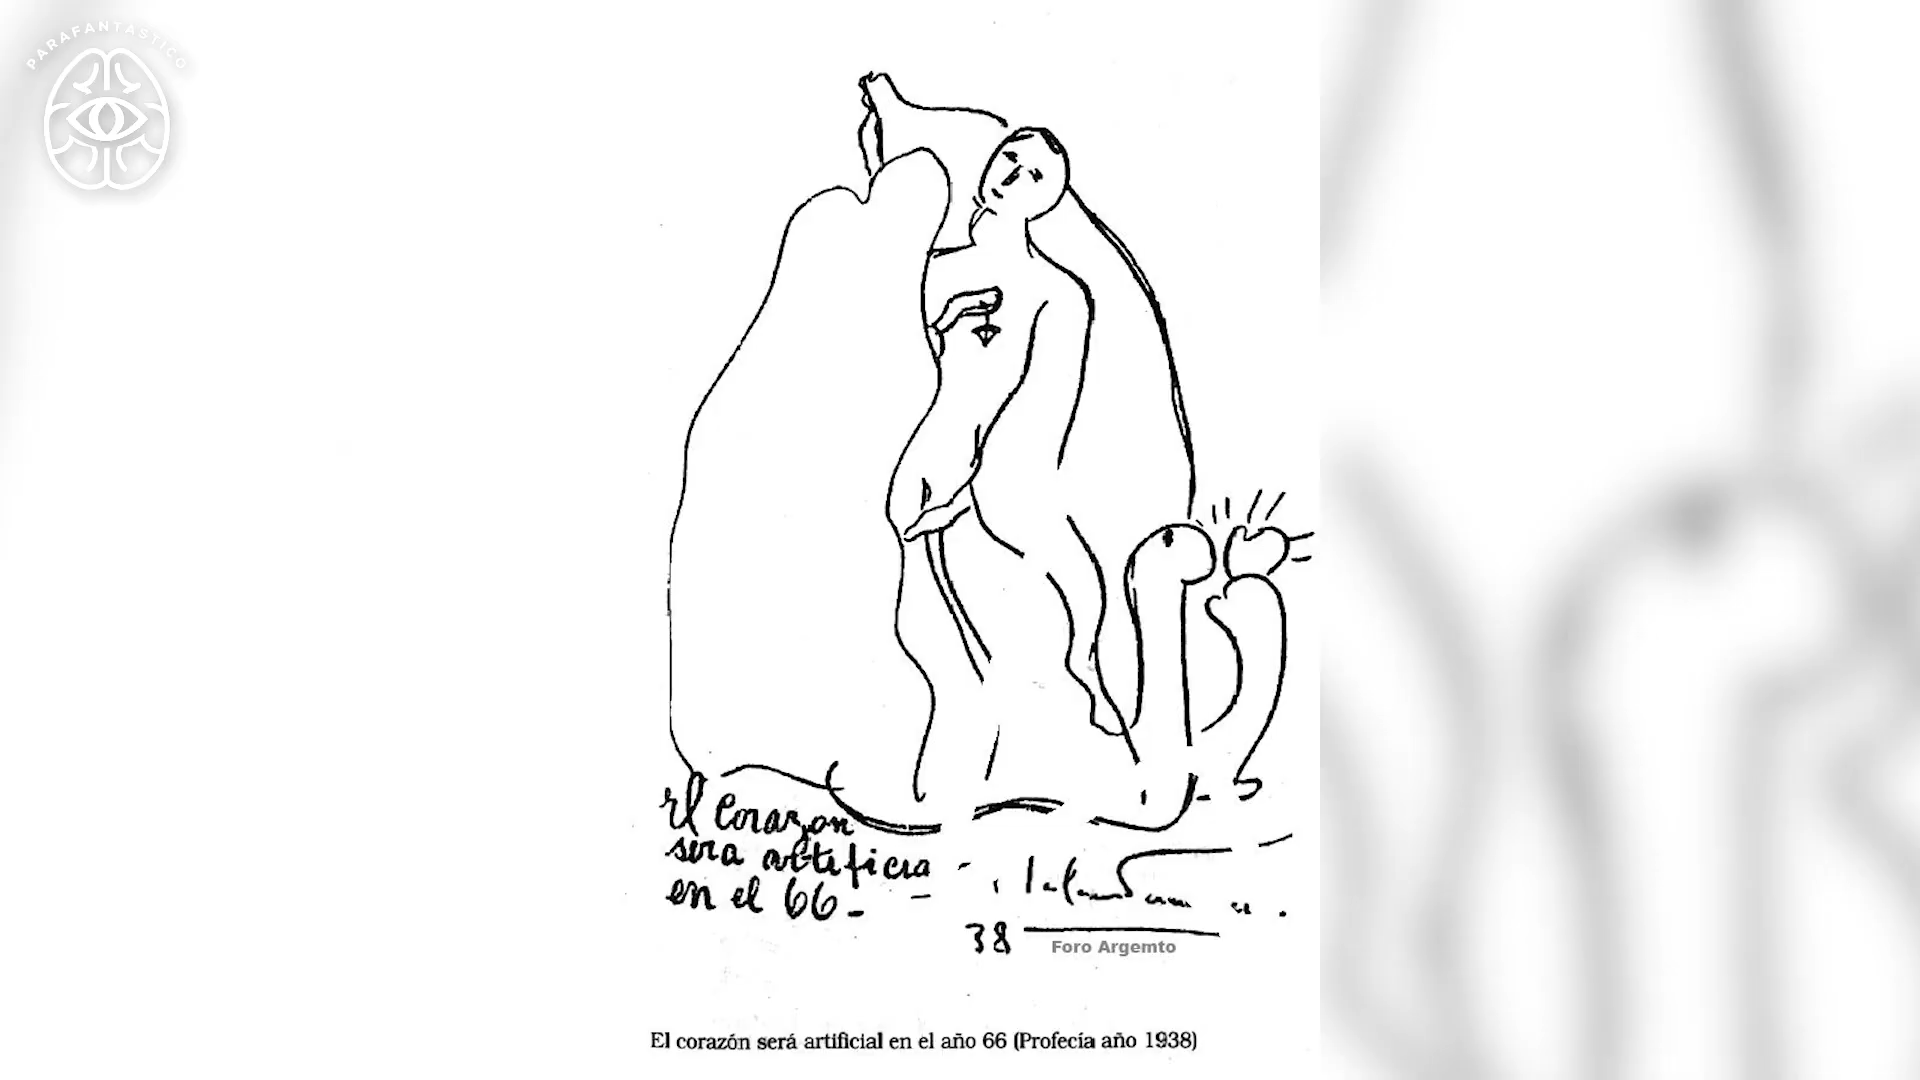 PARAFANTASTICO
El Corazon
sera artificia
en el 66-
38
Foro Argemto
El corazón será artificial en el año 66 (Profecía año 1938)